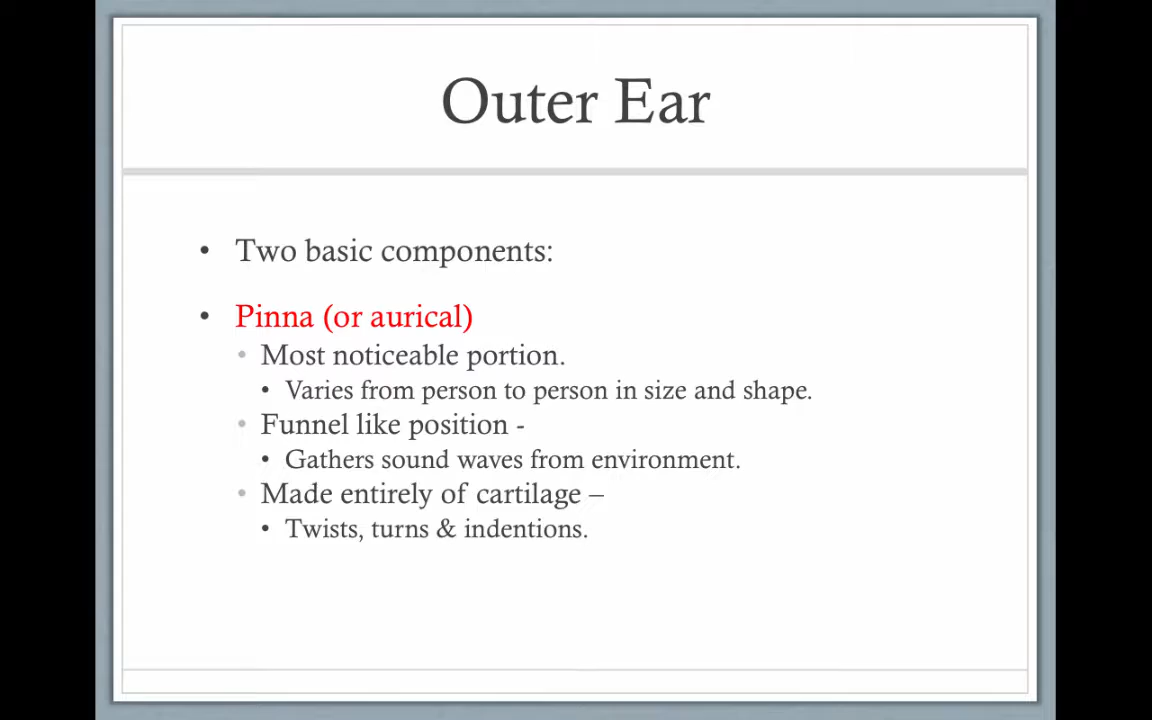 Outer Ear
• Two basic components:
• Pinna (or aurical)
• Most noticeable portion.
• Varies from person to person in size and shape.
• Funnel like position -
• Gathers sound waves from environment.
• Made entirely of cartilage –
• Twists, turns & indentions.